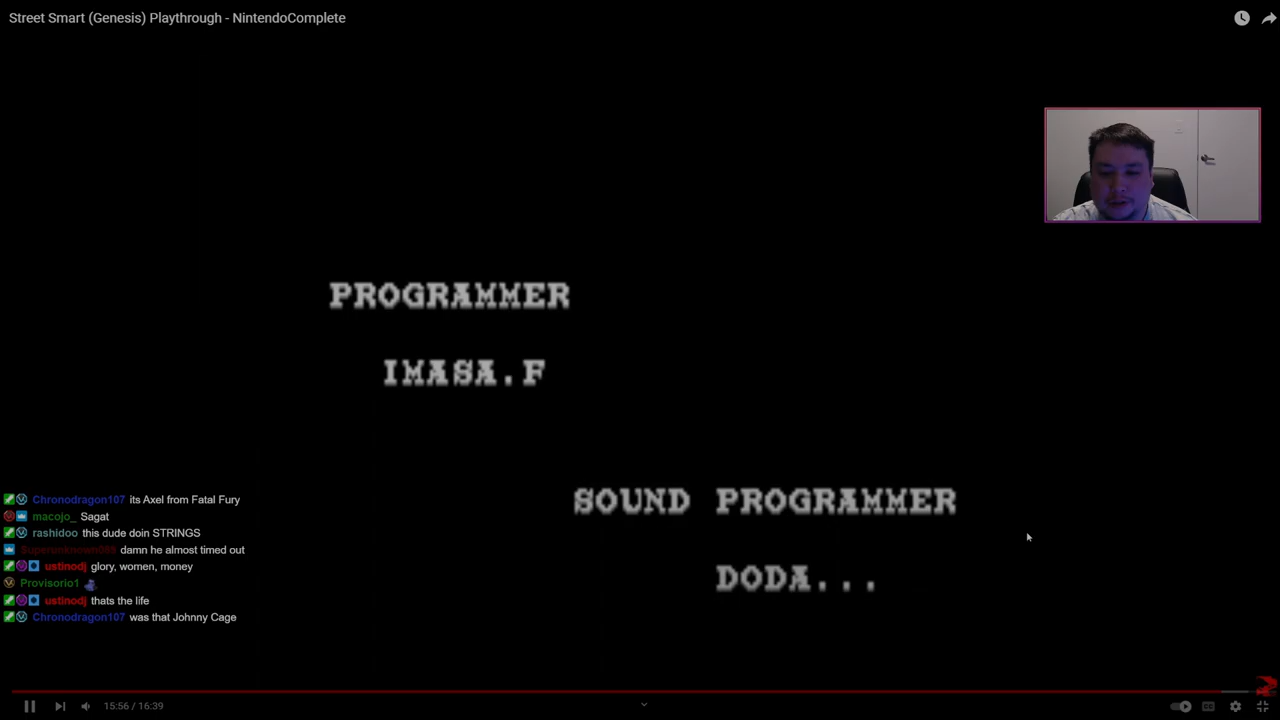 Street Smart (Genesis) Playthrough - NintendoComplete
PROGRAMMER
IMASA.F
SOUND PROGRAMMER
DODA...
Chronodragon107 its Axel from Fatal Fury
macojo_ Sagat
rashidoo this dude doin STRINGS
damn he almost timed out
ustinodj glory, women, money
Provisorio1
ustinodj thats the life
Chronodragon107 was that Johnny Cage
15:56 / 16:39